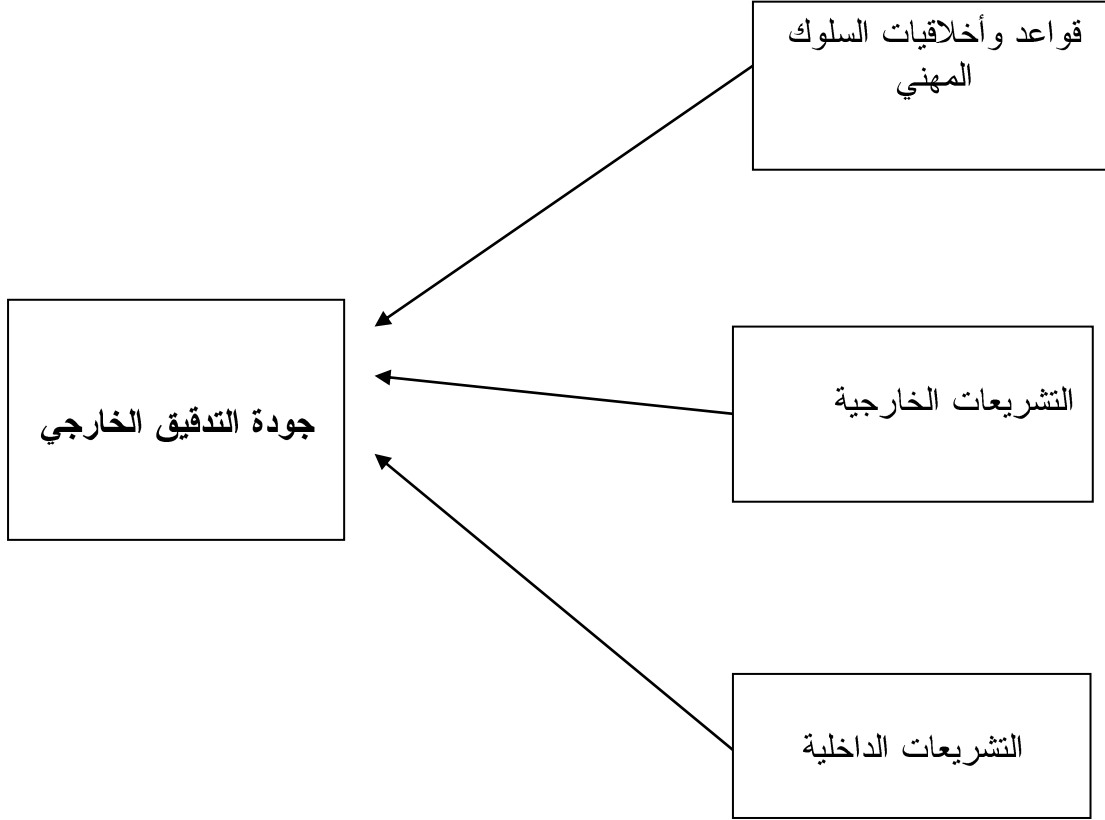 قواعد وأخلاقيات السلوك
المهني
التشريعات الخارجية
جودة التدقيق الخارجي
التشريعات الداخلية